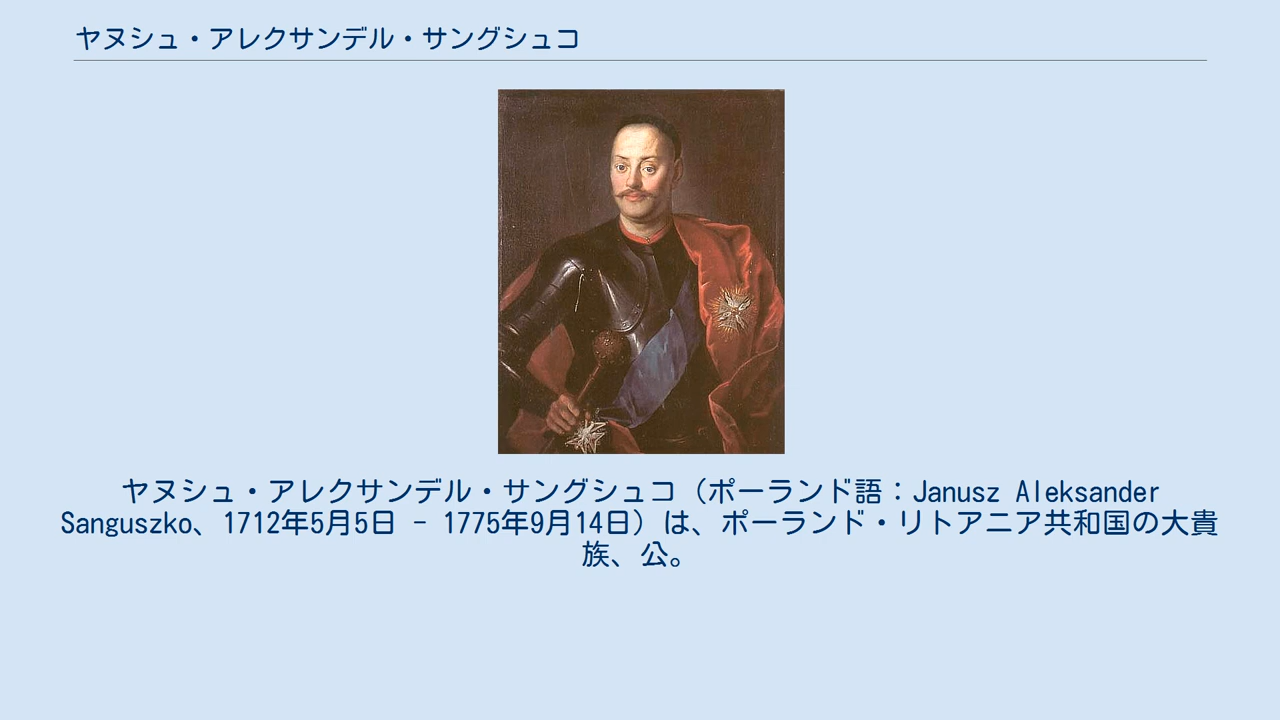 ヤヌシュ・アレクサンデル・サングシュコ
ヤヌシュ・アレクサンデル・サングシュコ（ポーランド語：Janusz Aleksander
Sanguszko、1712年5月5日 - 1775年9月14日）は、ポーランド・リトアニア共和国の大貴
族、公。